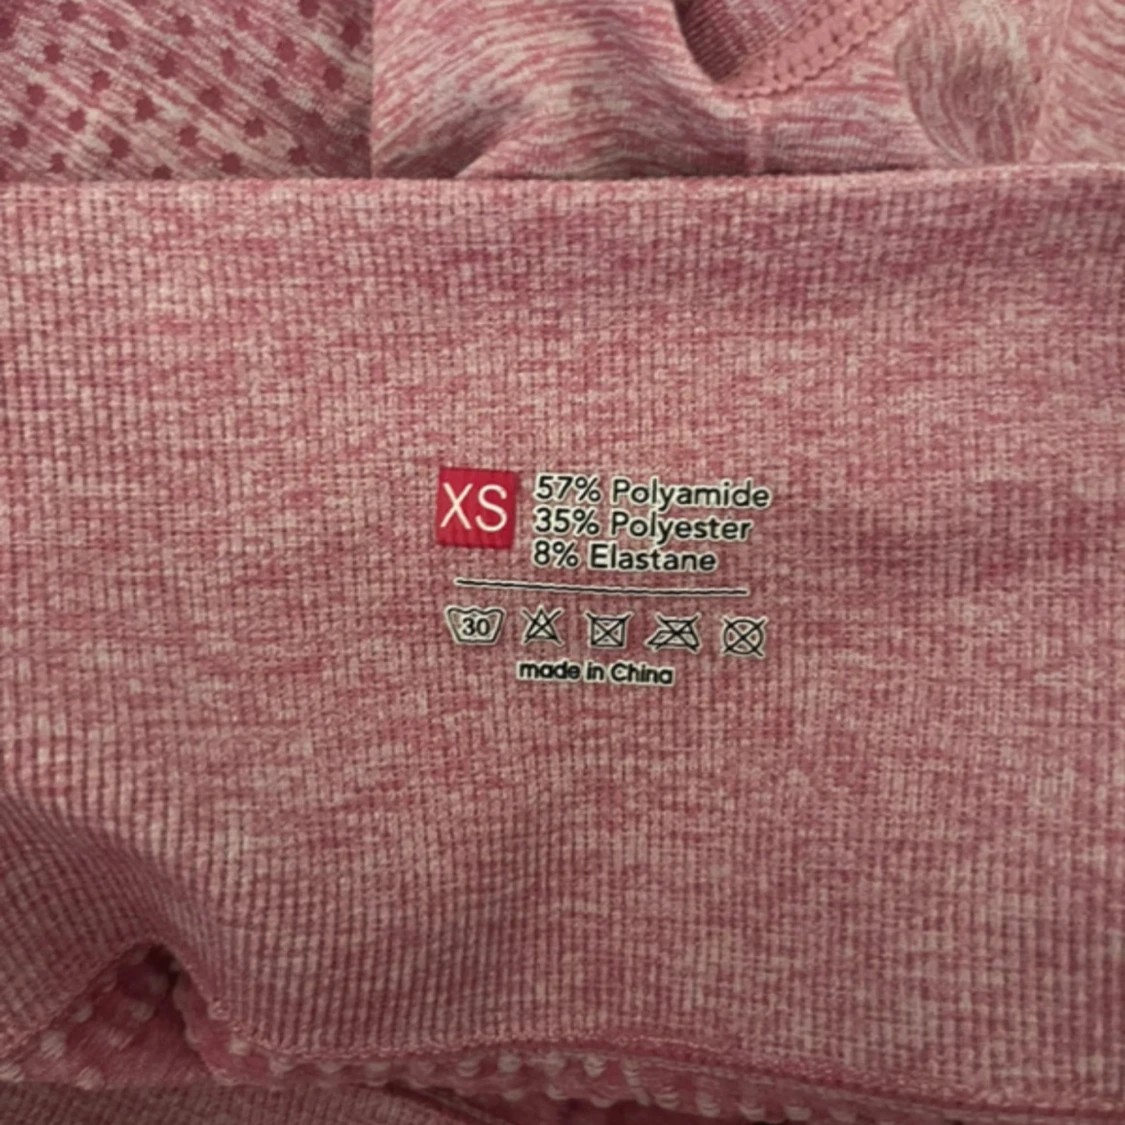 XS
57% Polyamide
35% Polyester
8% Elastane
30
made in China